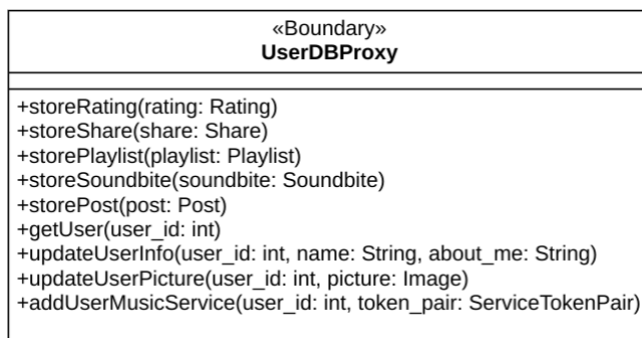 «Boundary»
UserDBProxy
+storeRating(rating: Rating)
+storeShare(share: Share)
+storePlaylist(playlist: Playlist)
+storeSoundbite(soundbite: Soundbite)
+storePost(post: Post)
+getUser(user_id: int)
+updateUserInfo(user_id: int, name: String, about_me: String)
+updateUserPicture(user_id: int, picture: Image)
+addUserMusicService(user_id: int, token_pair: ServiceTokenPair)